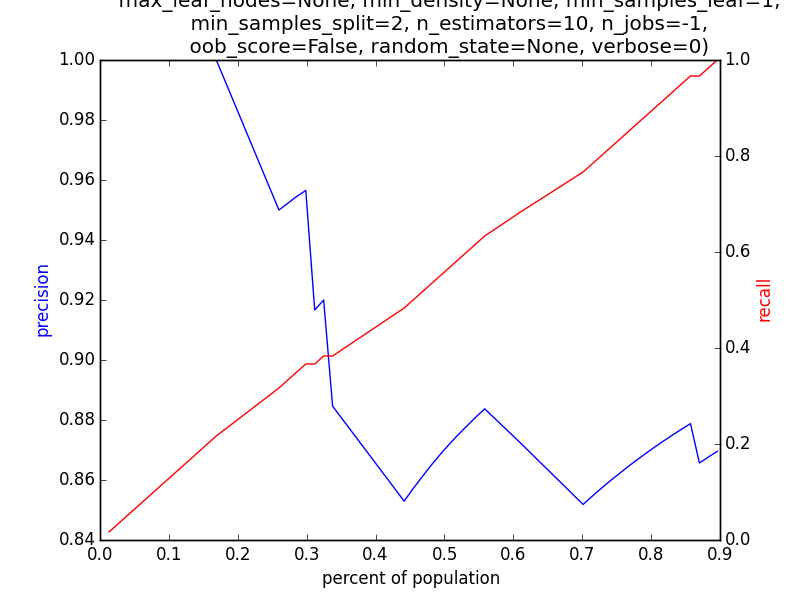 max_leaf_nodes=None, min_density=None, min_samples_leaf=1,
min_samples_split=2, n_estimators=10, n_jobs=-1,
oob_score=False, random_state=None, verbose=0)
1.00
0.98
0.96
0.94
0.92
0.90
0.88
0.86
0.84
precision
1.0
0.8
0.6
0.4
0.2
0.0
recall
0.0 0.1 0.2 0.3 0.4 0.5 0.6 0.7 0.8 0.9
percent of population